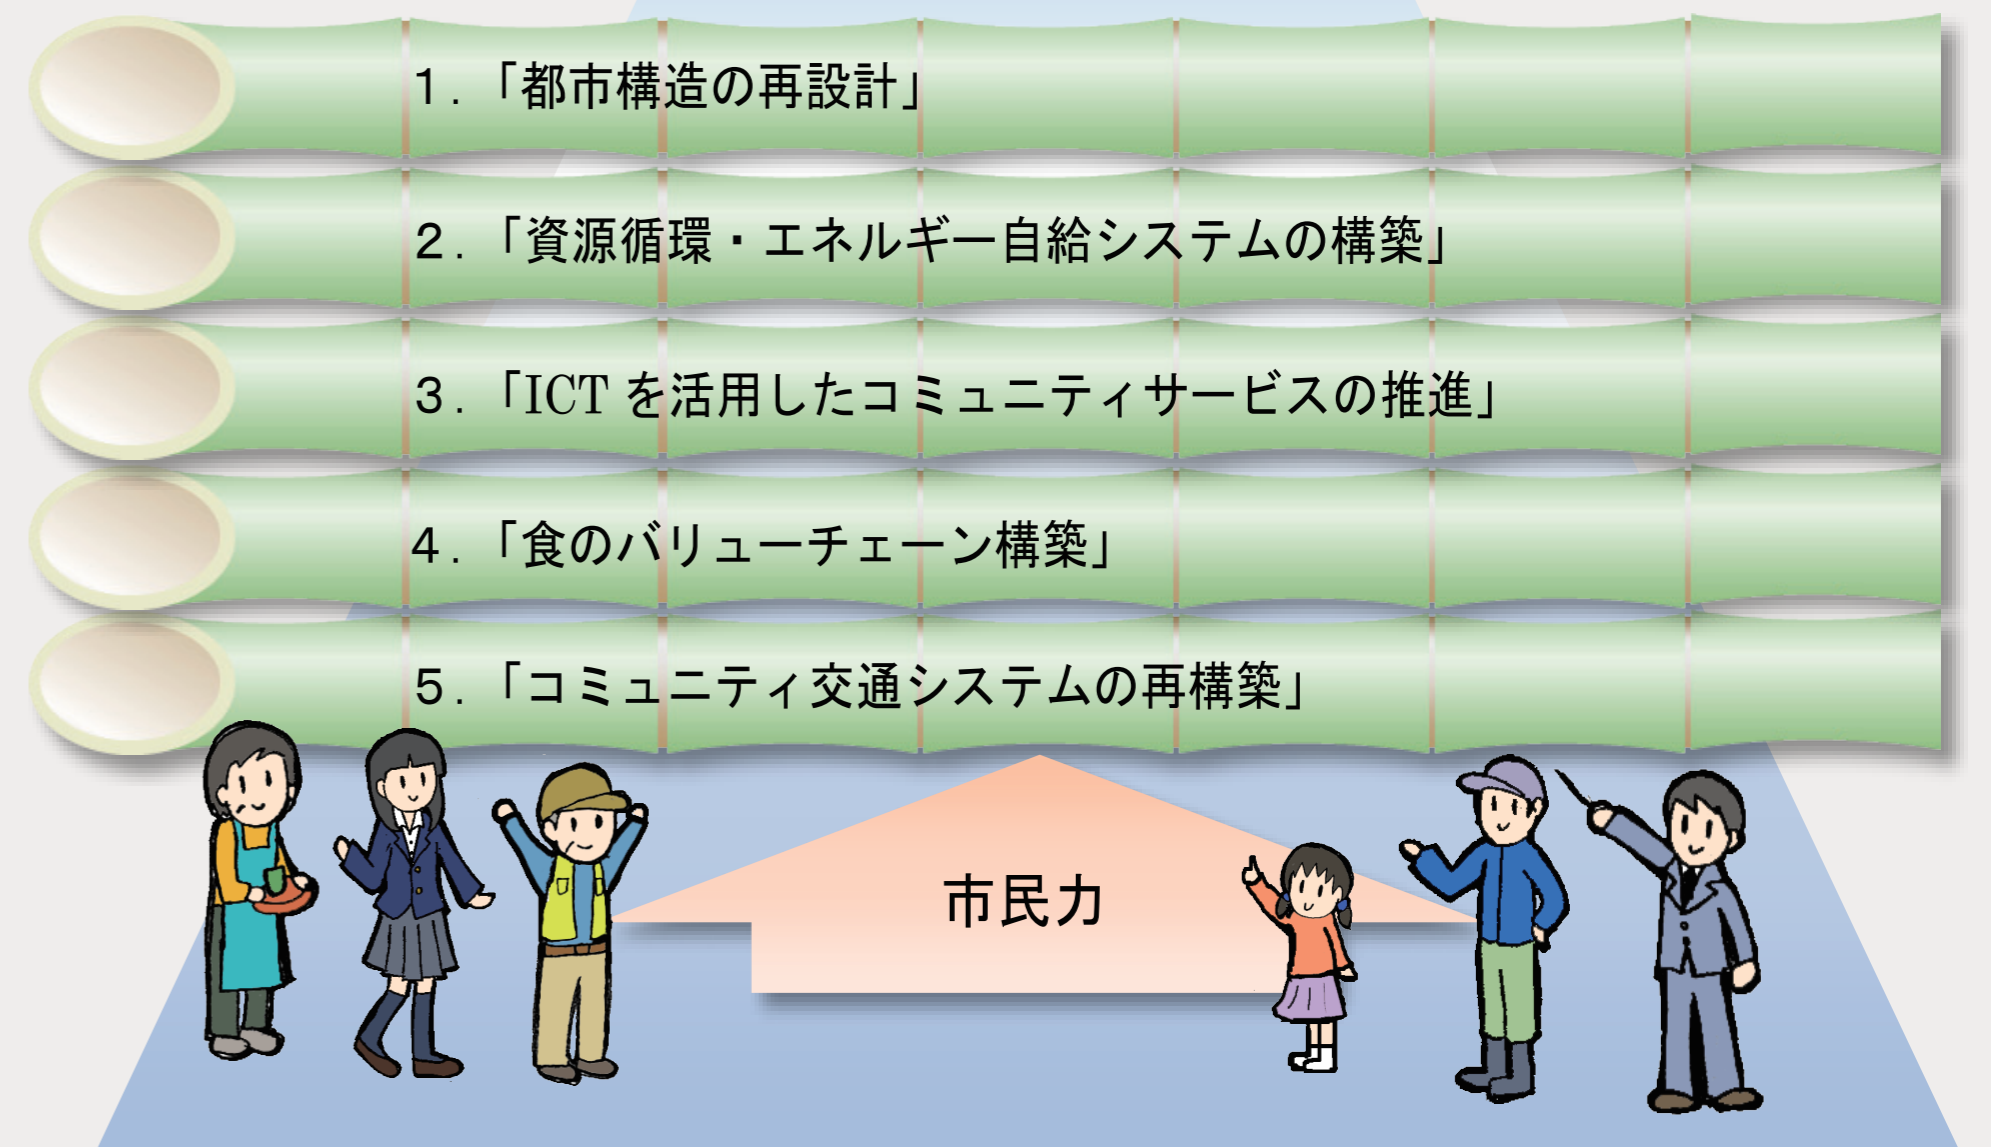 1.「都市構造の再設計」
2.「資源循環・エネルギー自給システムの構築」
3.「ICTを活用したコミュニティサービスの推進」
4.「食のバリューチェーン構築」
5.「コミュニティ交通システムの再構築」
市民力